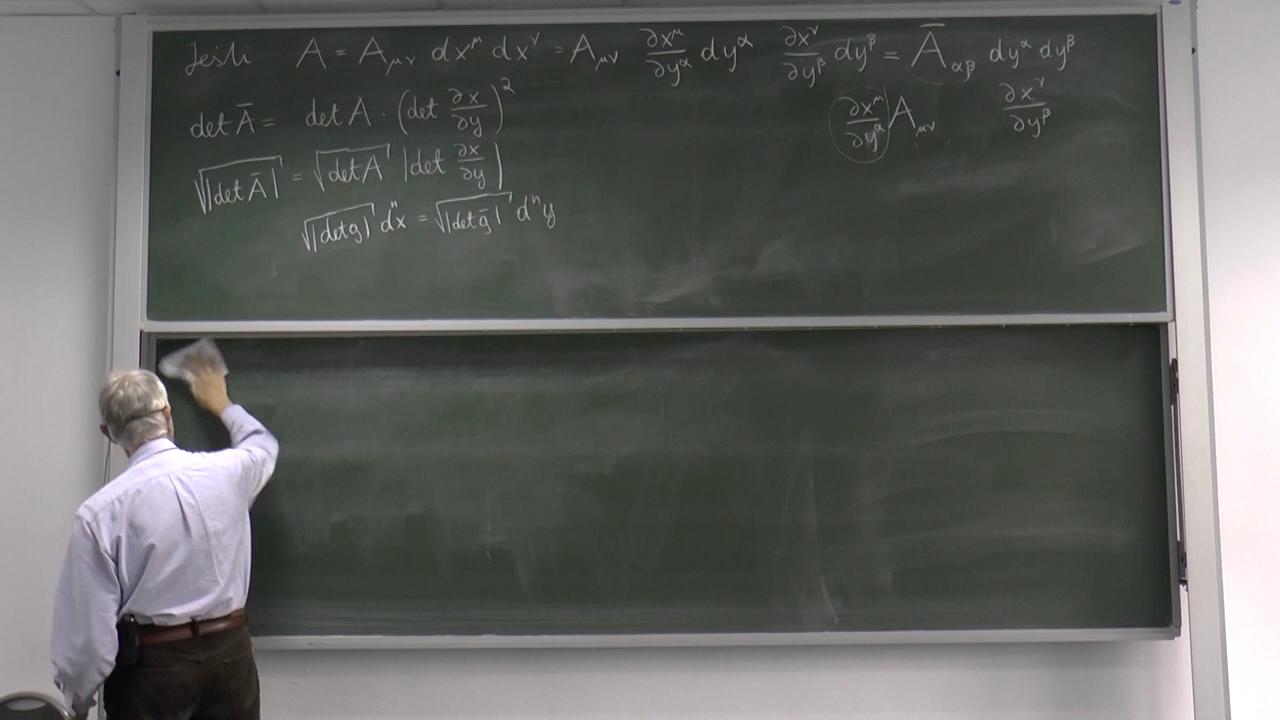 Jeśli A = A_{μν} dx^μ dx^ν = A_{μν} ∂x^μ/∂y^α dy^α ∂x^ν/∂y^β dy^β = Ā_{αβ} dy^α dy^β
∂x^μ/∂y^α A_{μν} ∂x^ν/∂y^β
det Ā = det A · (det ∂x/∂y)²
√|det Ā| = √det A |det ∂x/∂y|
√|det g| d^n x = √|det ḡ| d^n y